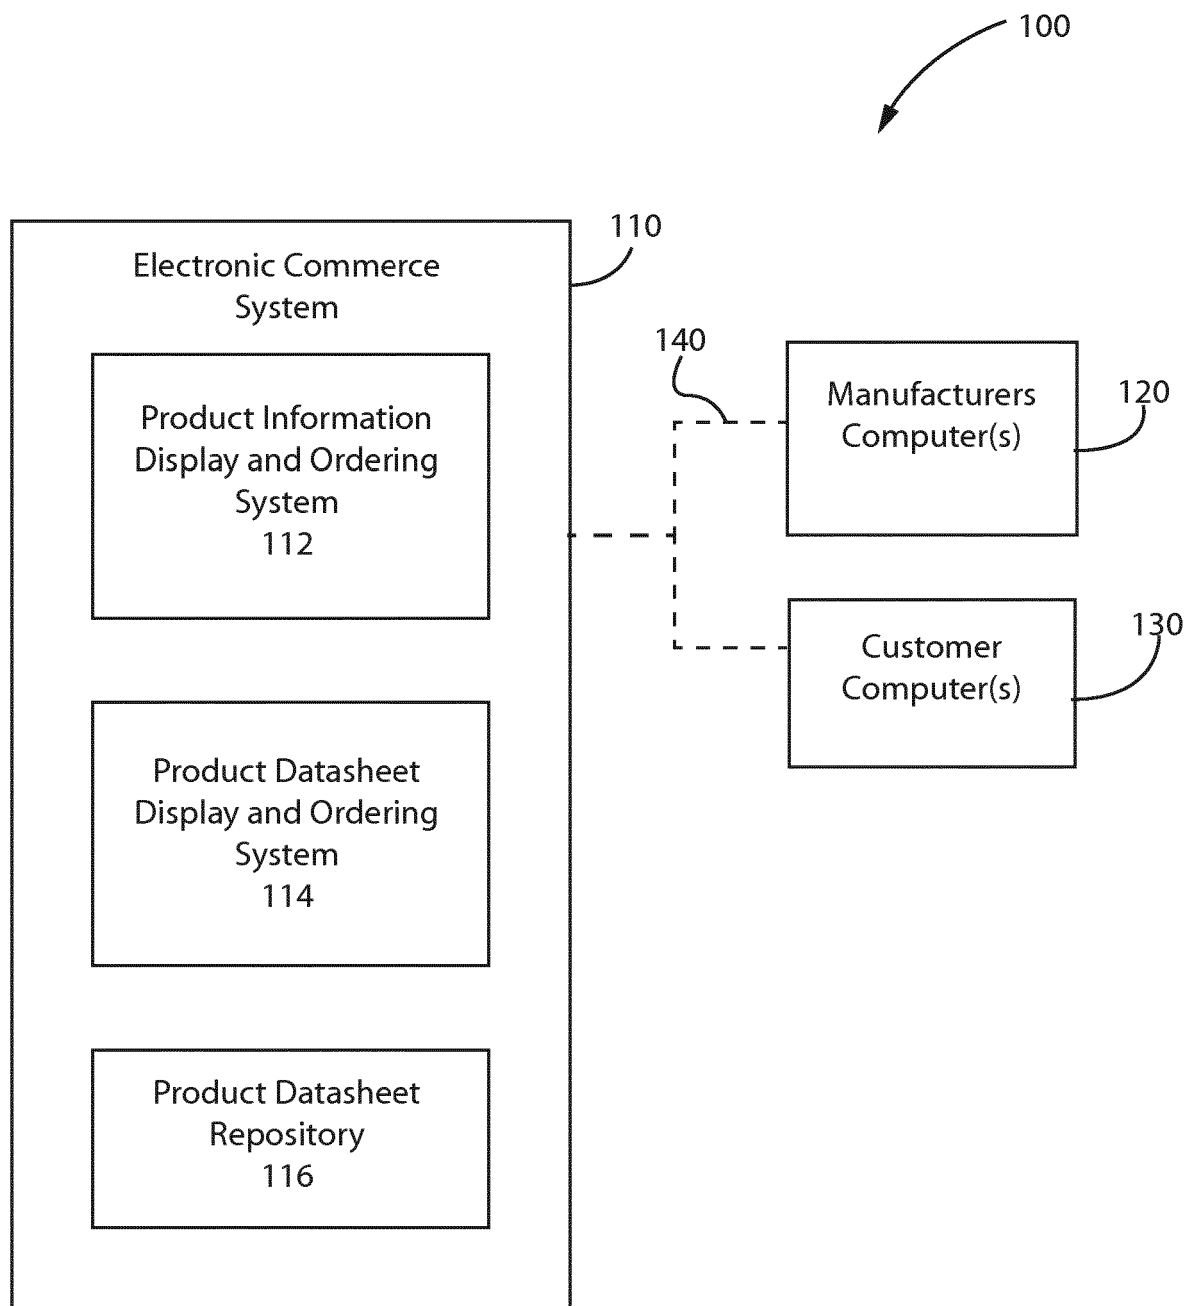 100
110
Electronic Commerce
System
Product Information
Display and Ordering
System
112
Product Datasheet
Display and Ordering
System
114
Product Datasheet
Repository
116
140
Manufacturers
Computer(s)
120
Customer
Computer(s)
130